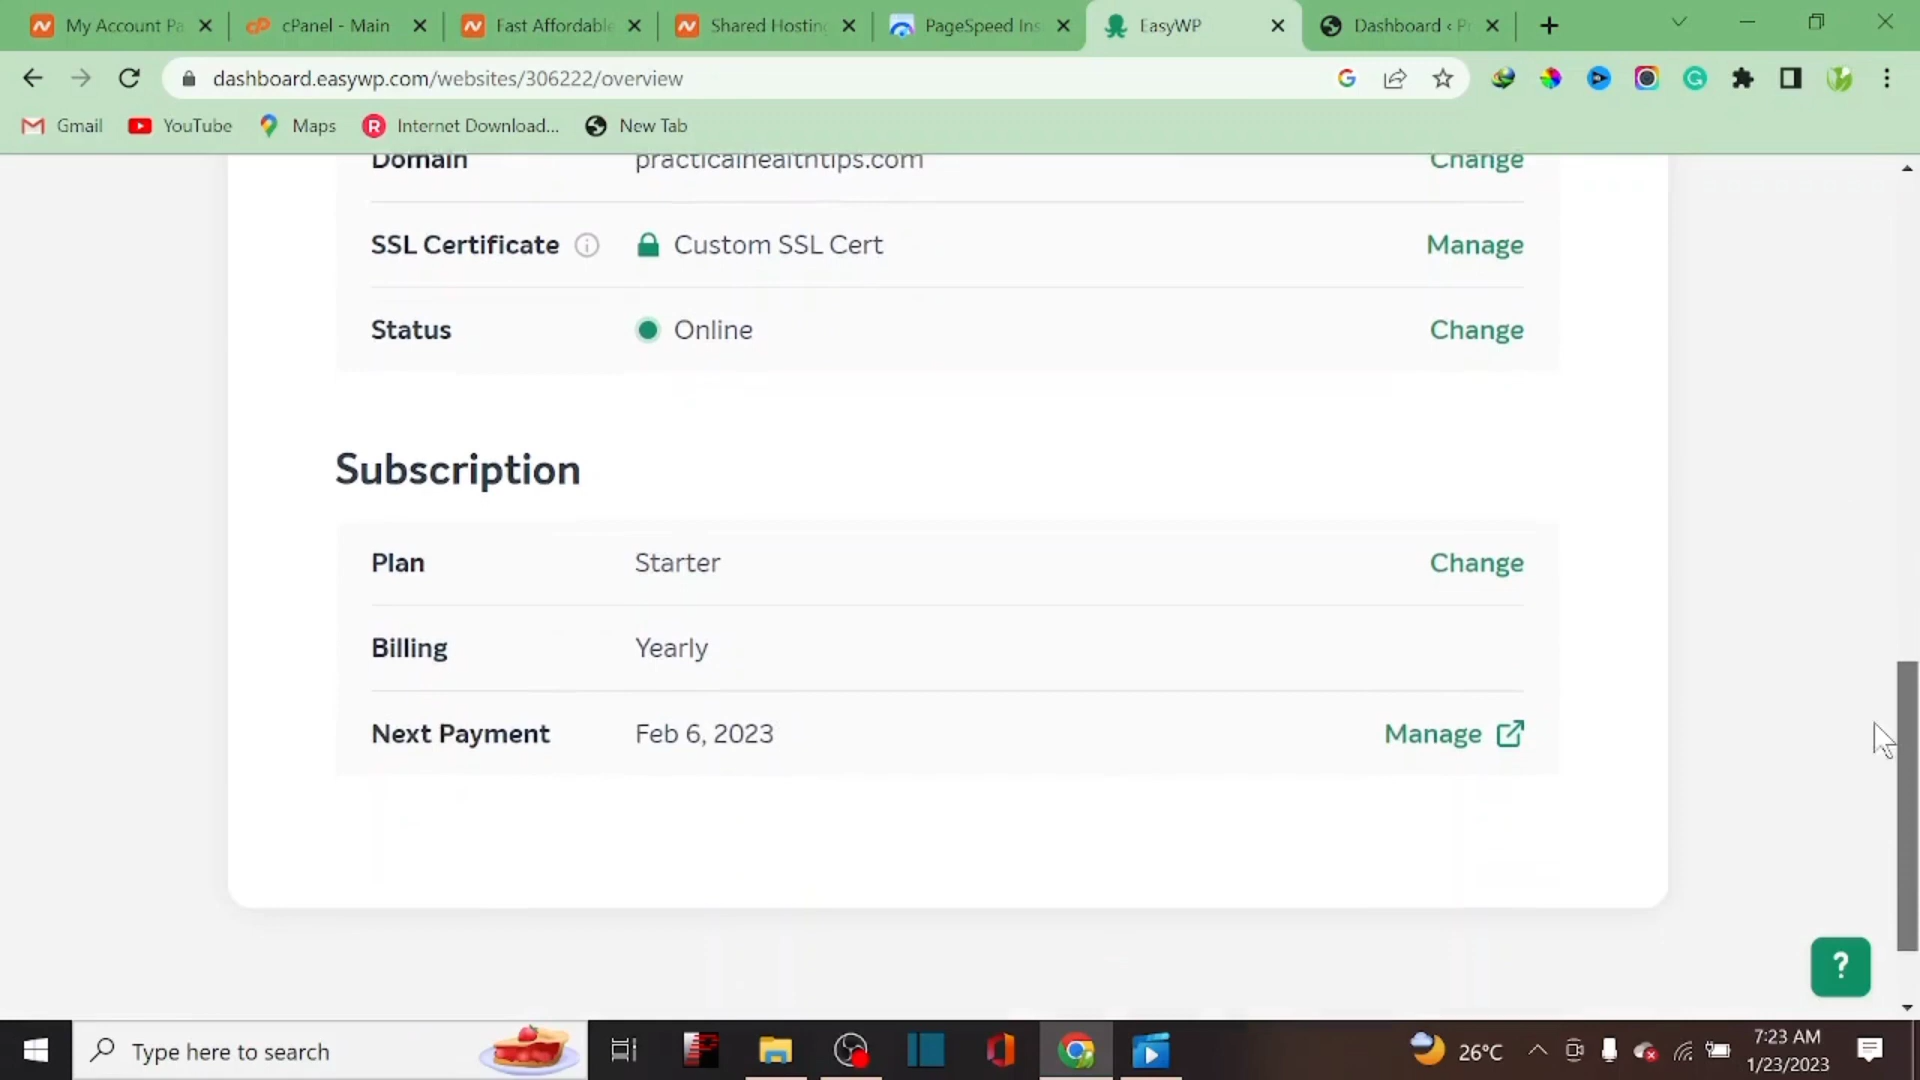 My Account Pa
cPanel - Main
Fast Affordable
Shared Hosting
PageSpeed Ins
EasyWP
Dashboard ‹ Pr
dashboard.easywp.com/websites/306222/overview
Gmail
YouTube
Maps
Internet Download...
New Tab
Domain practicalhealthtips.com Change
SSL Certificate Custom SSL Cert Manage
Status Online Change
Subscription
Plan Starter Change
Billing Yearly
Next Payment Feb 6, 2023 Manage
?
Type here to search
26°C
7:23 AM
1/23/2023